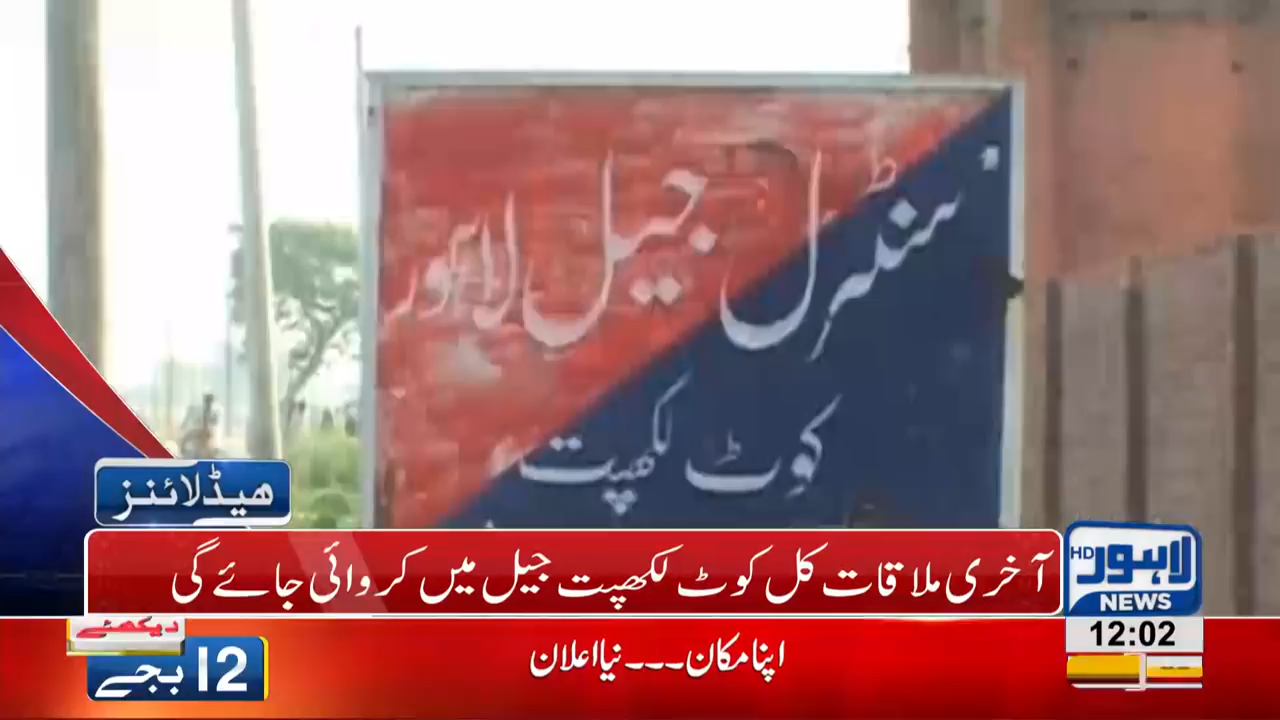 سنٹرل جیل لاہور
کوٹ لکھپت
ہیڈلائنز
آخری ملاقات کل کوٹ لکھپت جیل میں کروائی جائے گی
لاہور HD
NEWS
12:02
دیکھئے
12 بجے
اپنا مکان ۔۔۔ نیا اعلان